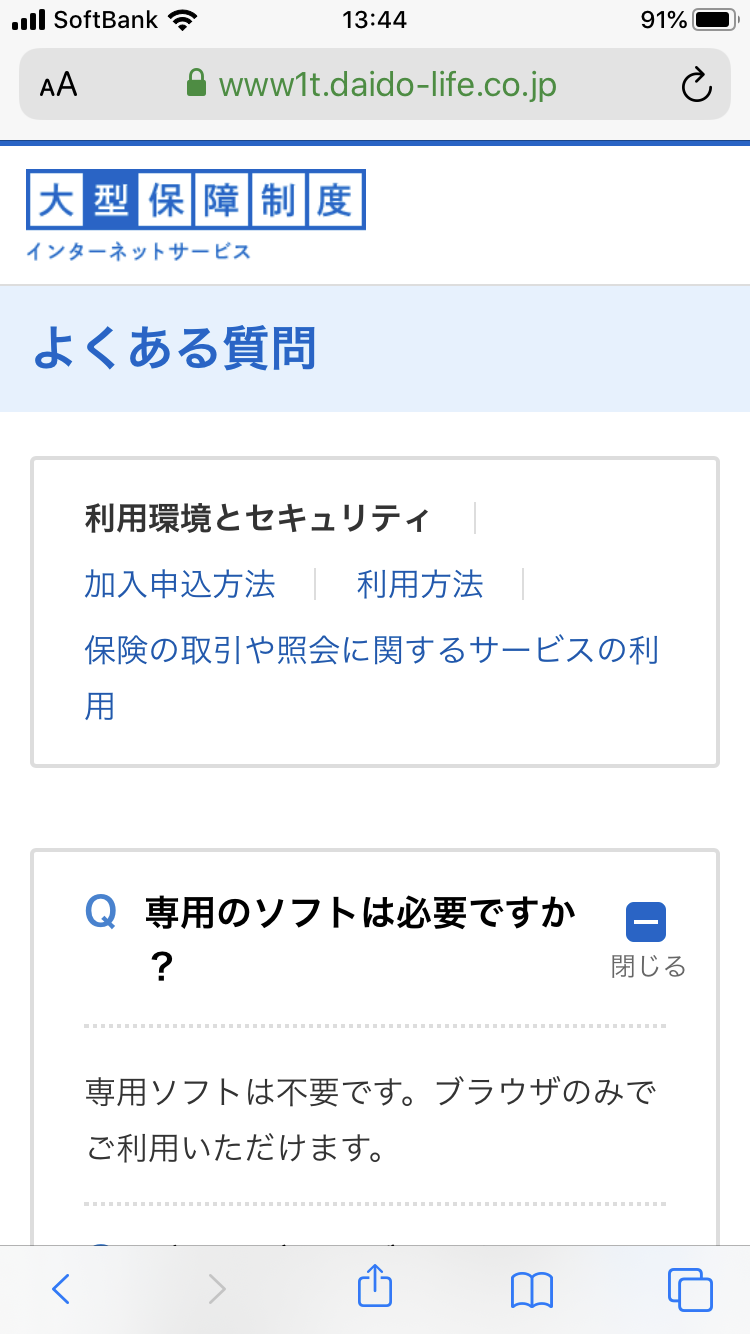 SoftBank 13:44 91%
AA www1t.daido-life.co.jp
大型保障制度
インターネットサービス
よくある質問
利用環境とセキュリティ
加入申込方法 利用方法
保険の取引や照会に関するサービスの利
用
Q 専用のソフトは必要ですか
？
閉じる
専用ソフトは不要です。ブラウザのみで
ご利用いただけます。